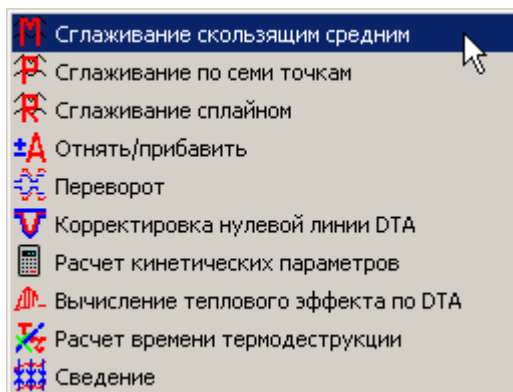 Сглаживание скользящим средним
Сглаживание по семи точкам
Сглаживание сплайном
Отнять/прибавить
Переворот
Корректировка нулевой линии DTA
Расчет кинетических параметров
Вычисление теплового эффекта по DTA
Расчет времени термодеструкции
Сведение